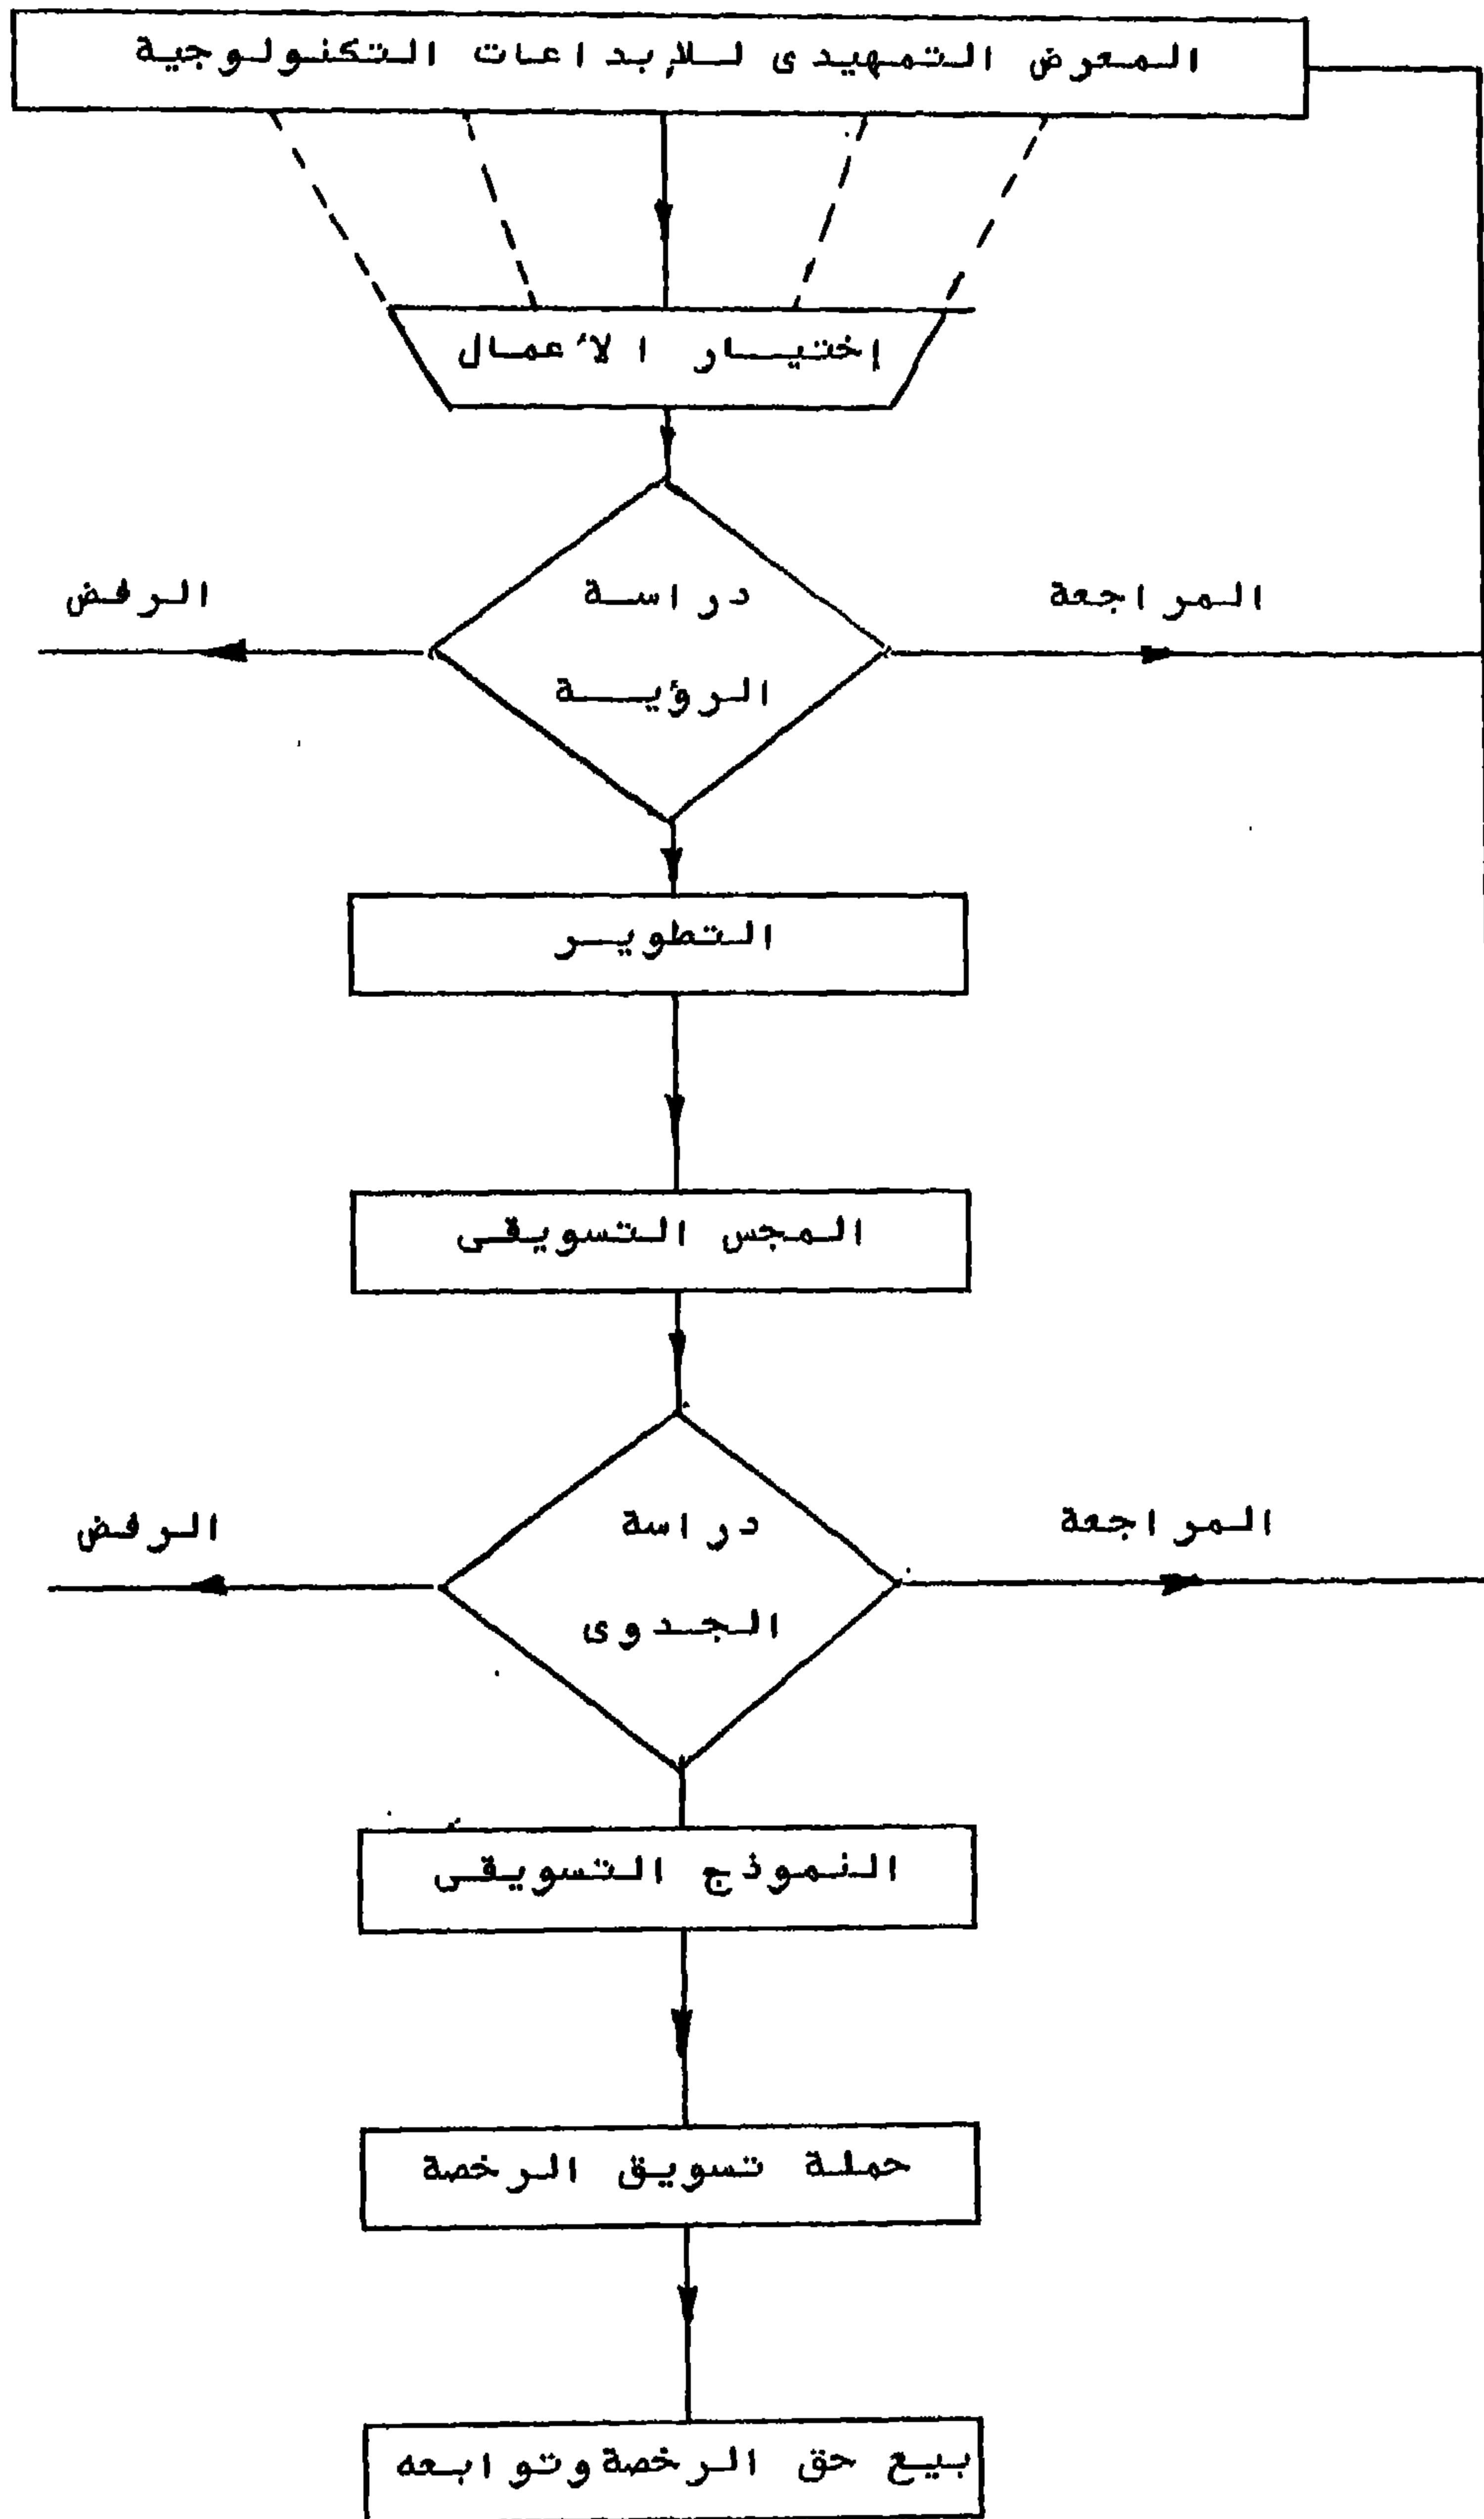 المعرض التمهيدى للإبداعات التكنولوجية
إختيار الأعمال
المراجعة
دراسة
الرفض
الرؤية
التطوير
المجس التسويقى
المراجعة
دراسة
الرفض
الجدوى
النموذج التسويقى
حملة تسويق الرخصة
بيع حق الرخصة وتوابعه